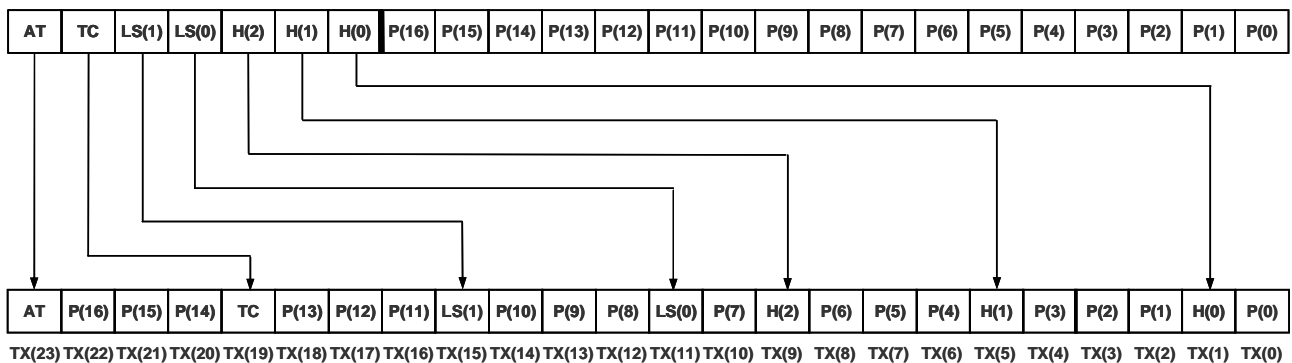 AT TC LS(1) LS(0) H(2) H(1) H(0) P(16) P(15) P(14) P(13) P(12) P(11) P(10) P(9) P(8) P(7) P(6) P(5) P(4) P(3) P(2) P(1) P(0)
AT P(16) P(15) P(14) TC P(13) P(12) P(11) LS(1) P(10) P(9) P(8) LS(0) P(7) H(2) P(6) P(5) P(4) H(1) P(3) P(2) P(1) H(0) P(0)
TX(23) TX(22) TX(21) TX(20) TX(19) TX(18) TX(17) TX(16) TX(15) TX(14) TX(13) TX(12) TX(11) TX(10) TX(9) TX(8) TX(7) TX(6) TX(5) TX(4) TX(3) TX(2) TX(1) TX(0)